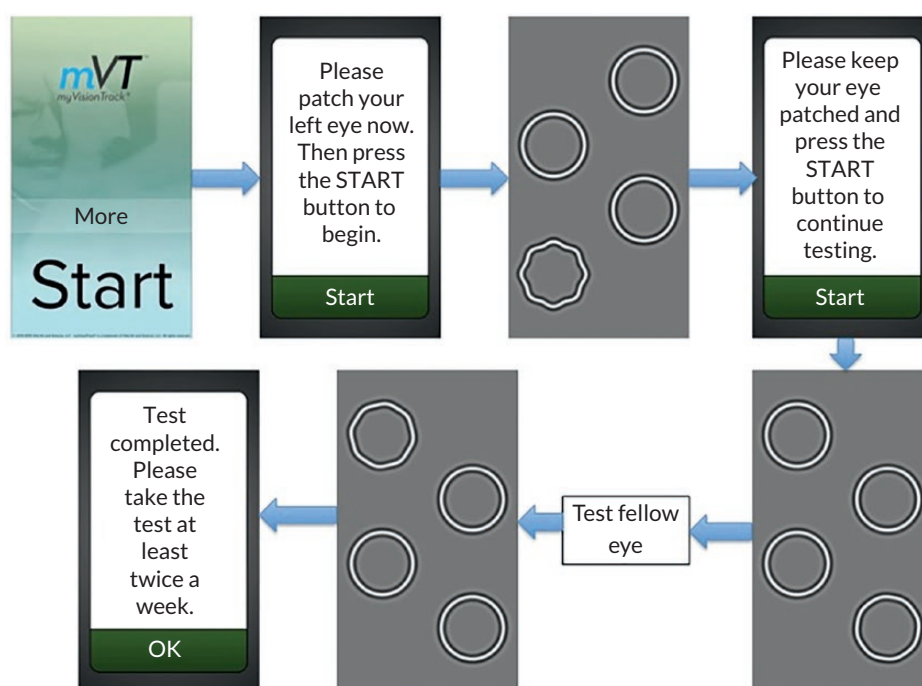 mVT
myVisionTrack®
More
Start
Please
patch your
left eye now.
Then press
the START
button to
begin.
Start
Please keep
your eye
patched and
press the
START
button to
continue
testing.
Start
Test fellow
eye
Test
completed.
Please
take the
test at
least
twice a
week.
OK